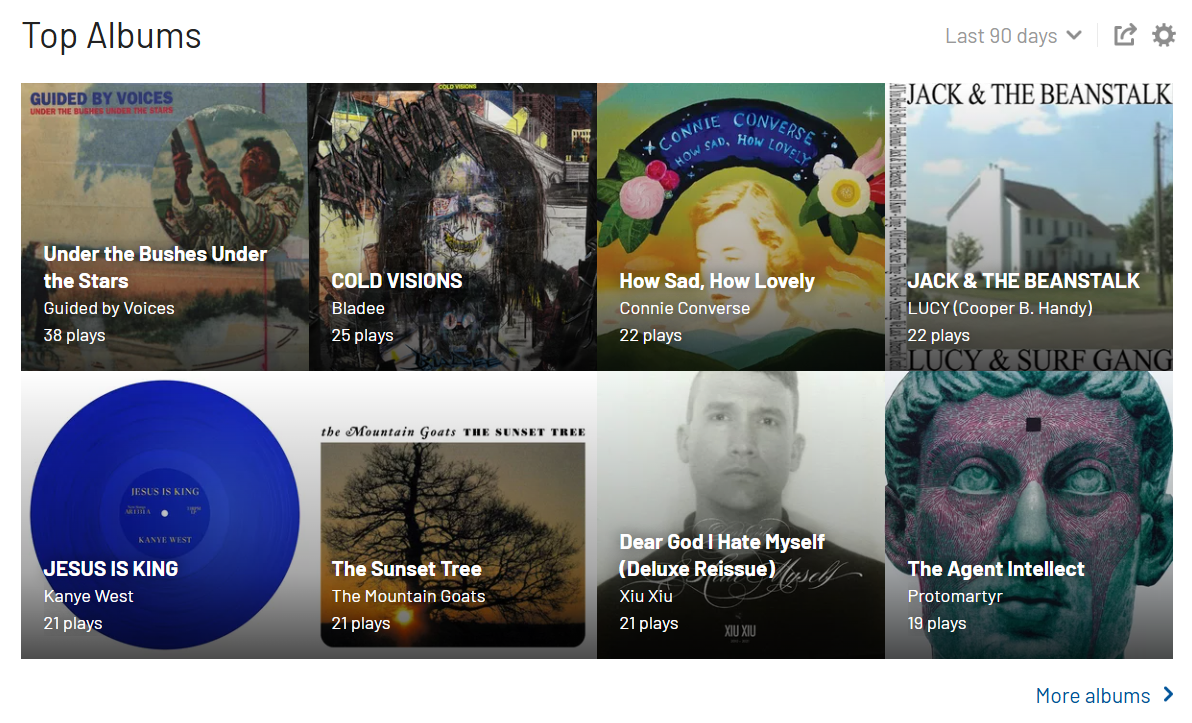 Top Albums
Last 90 days
GUIDED BY VOICES
UNDER THE BUSHES UNDER THE STARS
Under the Bushes Under
the Stars
Guided by Voices
38 plays
COLD VISIONS
COLD VISIONS
Bladee
25 plays
CONNIE CONVERSE
HOW SAD, HOW LOVELY
How Sad, How Lovely
Connie Converse
22 plays
JACK & THE BEANSTALK
JACK & THE BEANSTALK
LUCY (Cooper B. Handy)
22 plays
LUCY & SURF GANG
JESUS IS KING
KANYE WEST
JESUS IS KING
Kanye West
21 plays
the Mountain Goats THE SUNSET TREE
The Sunset Tree
The Mountain Goats
21 plays
Dear God I Hate Myself
(Deluxe Reissue)
Xiu Xiu
21 plays
XIU XIU
The Agent Intellect
Protomartyr
19 plays
More albums